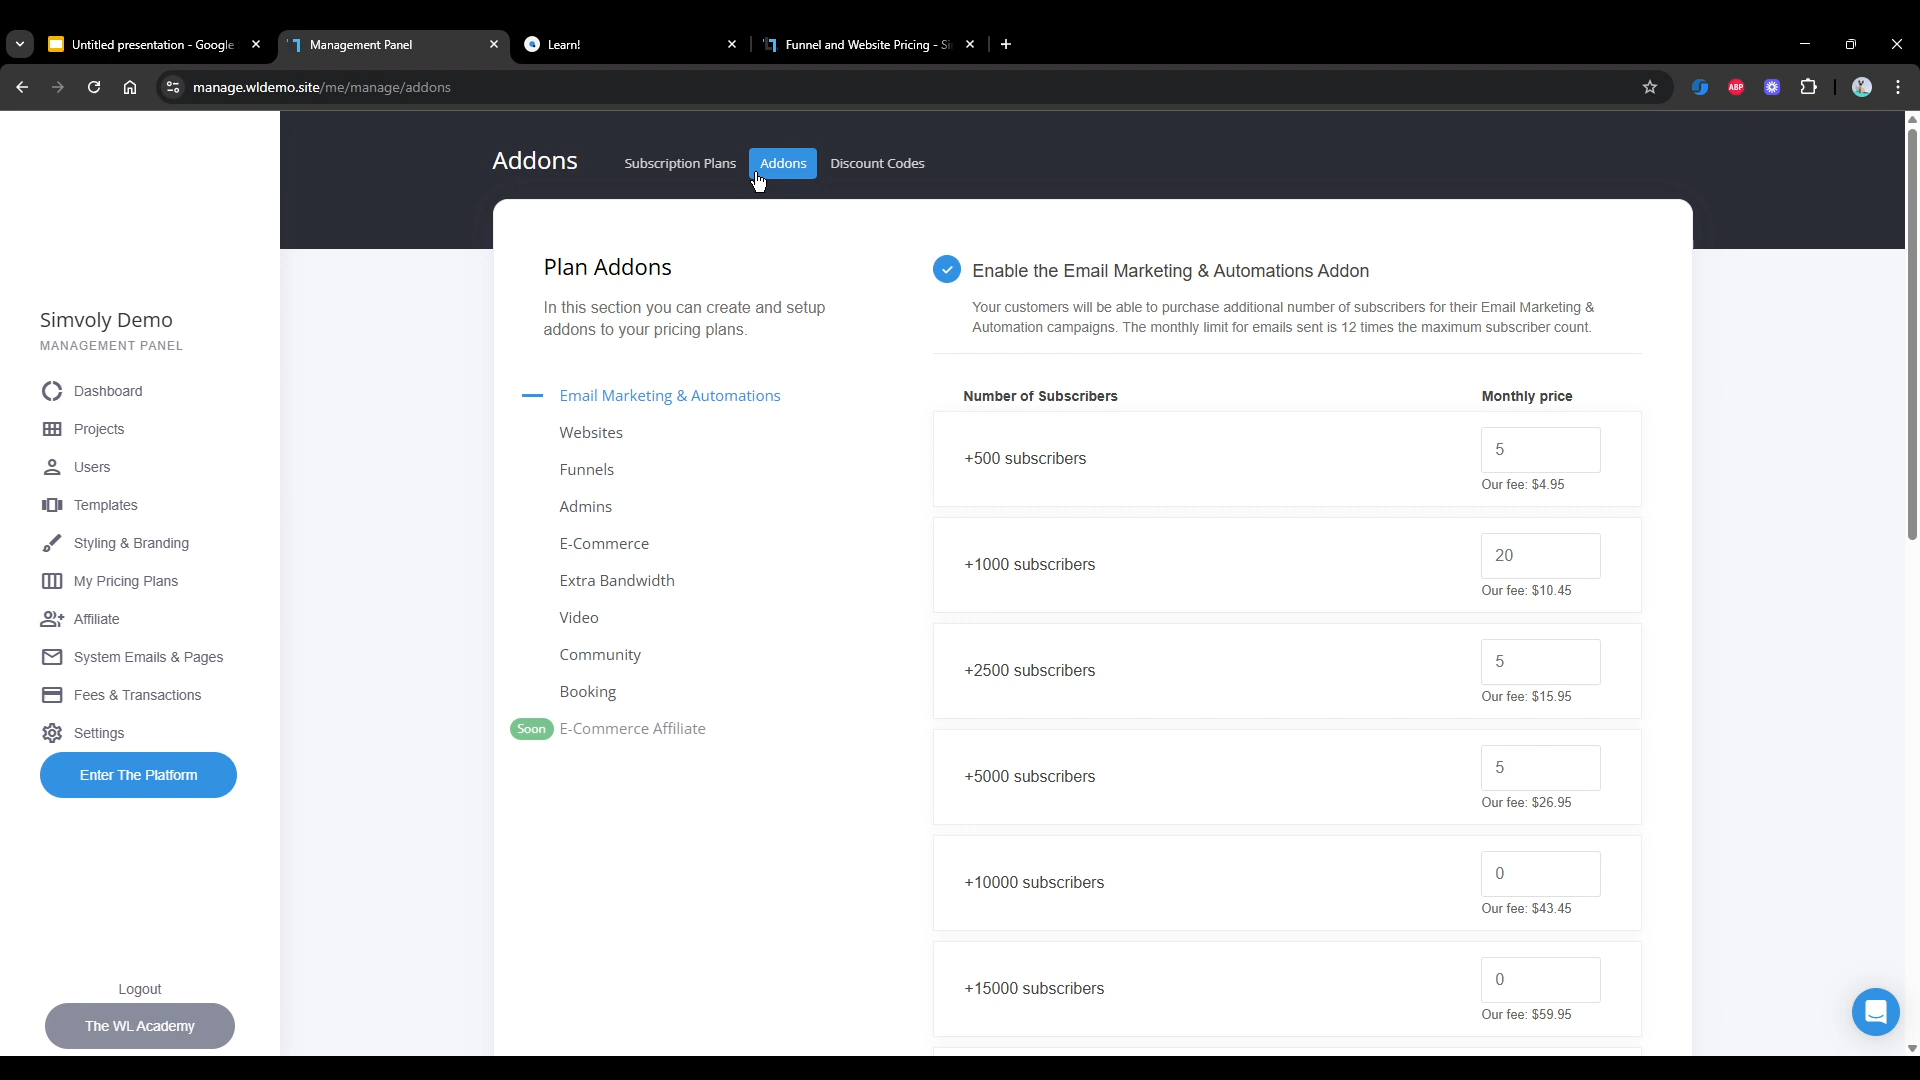 Untitled presentation - Google
Management Panel
Learn!
Funnel and Website Pricing - Si
manage.wldemo.site/me/manage/addons
ABP
Addons
Subscription Plans
Addons
Discount Codes
Simvoly Demo
MANAGEMENT PANEL
Dashboard
Projects
Users
Templates
Styling & Branding
My Pricing Plans
Affiliate
System Emails & Pages
Fees & Transactions
Settings
Enter The Platform
Logout
The WL Academy
Plan Addons
In this section you can create and setup
addons to your pricing plans.
Email Marketing & Automations
Websites
Funnels
Admins
E-Commerce
Extra Bandwidth
Video
Community
Booking
Soon E-Commerce Affiliate
Enable the Email Marketing & Automations Addon
Your customers will be able to purchase additional number of subscribers for their Email Marketing &
Automation campaigns. The monthly limit for emails sent is 12 times the maximum subscriber count.
Number of Subscribers Monthly price
+500 subscribers 5
Our fee: $4.95
+1000 subscribers 20
Our fee: $10.45
+2500 subscribers 5
Our fee: $15.95
+5000 subscribers 5
Our fee: $26.95
+10000 subscribers 0
Our fee: $43.45
+15000 subscribers 0
Our fee: $59.95